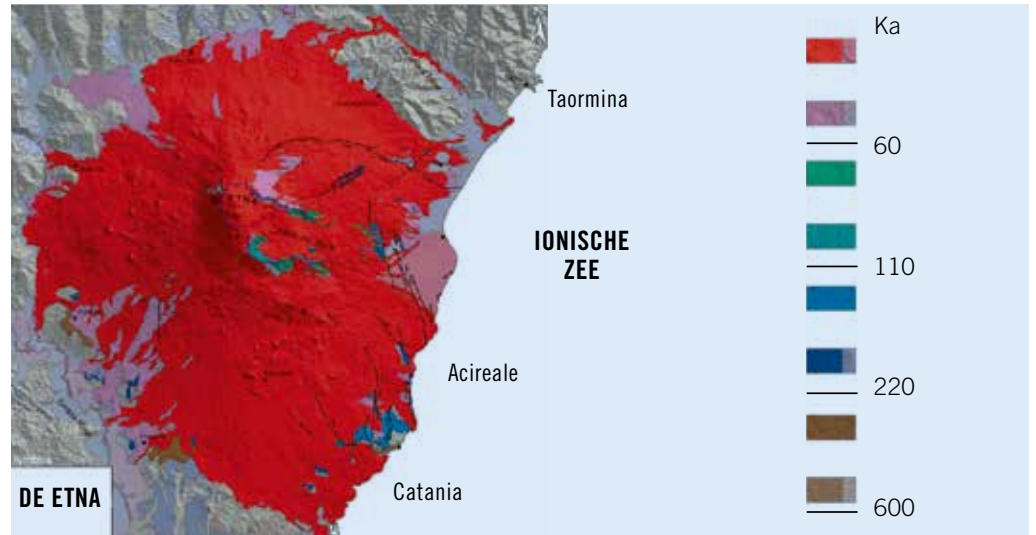 Ka
Taormina
60
IONISCHE
ZEE
110
Acireale
220
DE ETNA
Catania
600